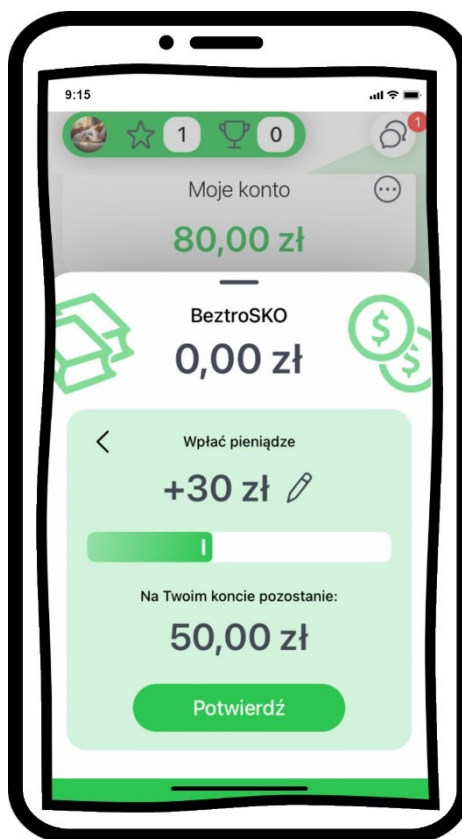 9:15
1
0
1
Moje konto
80,00 zł
BeztroSKO
0,00 zł
Wpłać pieniądze
+30 zł
Na Twoim koncie pozostanie:
50,00 zł
Potwierdź